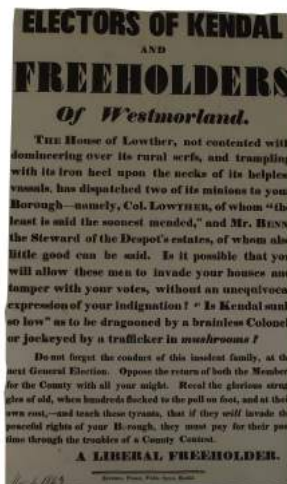 ELECTORS OF KENDAL
AND
FREEHOLDERS
Of Westmorland.
THE House of Lowther, not contented with
domineering over its rural serfs, and trampling
with its iron heel upon the necks of its helpless
vassals, has dispatched two of its minions to your
Borough—namely, Col. LOWTHER, of whom "the
least is said the soonest mended," and Mr. BENN
the Steward of the Despot's estates, of whom also
little good can be said. Is it possible that you
will allow these men to invade your houses and
tamper with your votes, without an unequivocal
expression of your indignation? "Is Kendal sunk
so low" as to be dragooned by a brainless Colonel
or jockeyed by a trafficker in mushrooms?
Do not forget the conduct of this insolent family, at the
next General Election. Oppose the return of both the Members
for the County with all your might. Recal the glorious strug-
gles of old, when hundreds flocked to the poll on foot, and at their
own cost,—and teach these tyrants, that if they will invade the
peaceful rights of your Borough, they must pay for their pas-
time through the troubles of a County Contest.
A LIBERAL FREEHOLDER.